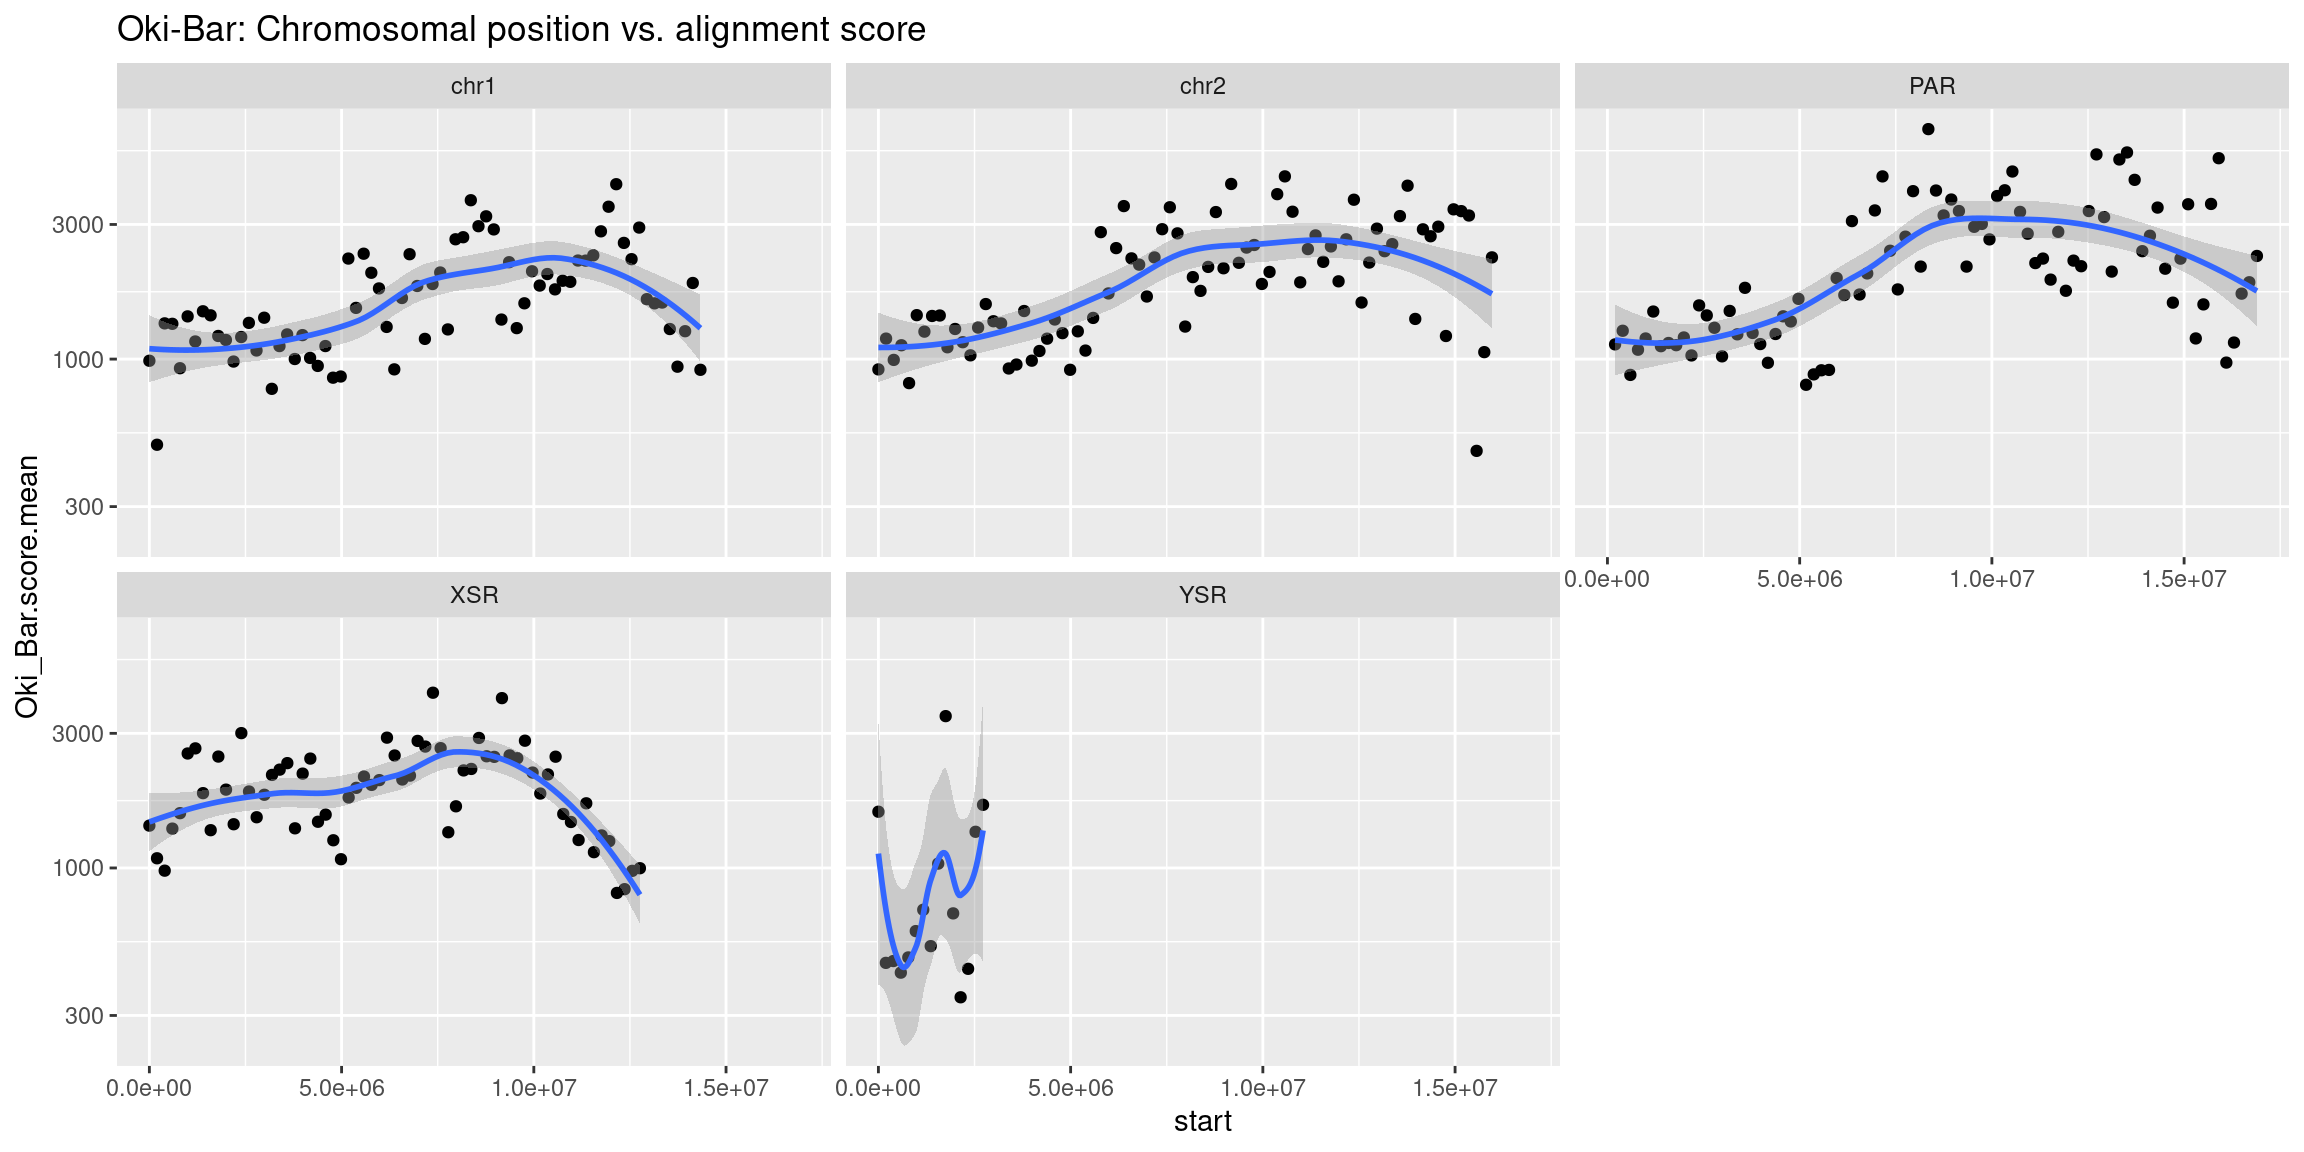 Oki-Bar: Chromosomal position vs. alignment score
chr1
chr2
PAR
3000
1000
300
0.0e+00 5.0e+06 1.0e+07 1.5e+07
XSR
YSR
3000
1000
300
0.0e+00 5.0e+06 1.0e+07 1.5e+07
0.0e+00 5.0e+06 1.0e+07 1.5e+07
start
Oki_Bar.score.mean